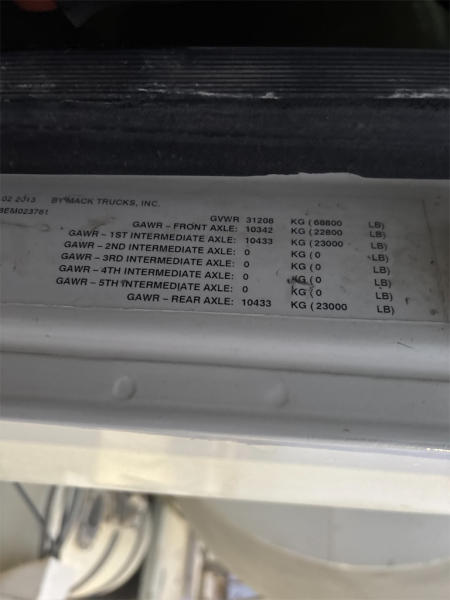 02 2013 BY MACK TRUCKS, INC.
EM023761
GVWR 31208 KG ( 68800 LB)
GAWR - FRONT AXLE: 10342 KG ( 22800 LB)
GAWR - 1ST INTERMEDIATE AXLE: 10433 KG ( 23000 LB)
GAWR - 2ND INTERMEDIATE AXLE: 0 KG ( 0 LB)
GAWR - 3RD INTERMEDIATE AXLE: 0 KG ( 0 LB)
GAWR - 4TH INTERMEDIATE AXLE: 0 KG ( 0 LB)
GAWR - 5TH INTERMEDIATE AXLE: 0 KG ( 0 LB)
GAWR - REAR AXLE: 10433 KG ( 23000 LB)